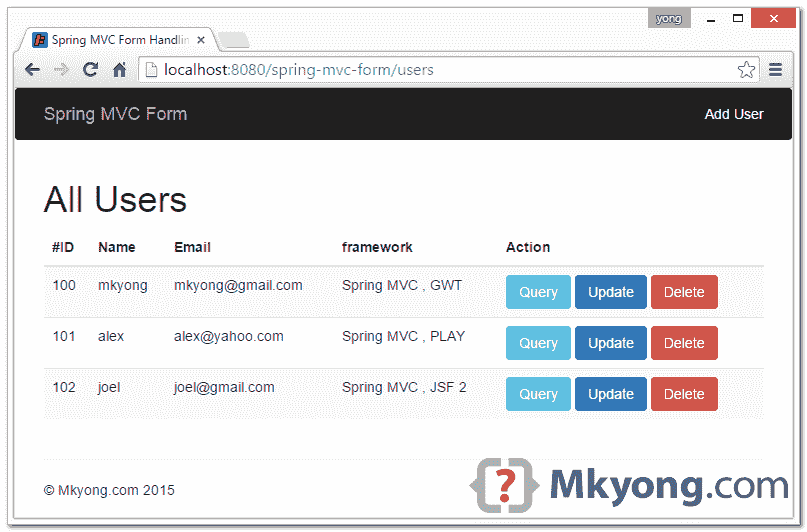 yong
Spring MVC Form Handlin
localhost:8080/spring-mvc-form/users
Spring MVC Form Add User
All Users
#ID Name Email framework Action
100 mkyong mkyong@gmail.com Spring MVC , GWT Query Update Delete
101 alex alex@yahoo.com Spring MVC , PLAY Query Update Delete
102 joel joel@gmail.com Spring MVC , JSF 2 Query Update Delete
© Mkyong.com 2015
{?} Mkyong.com